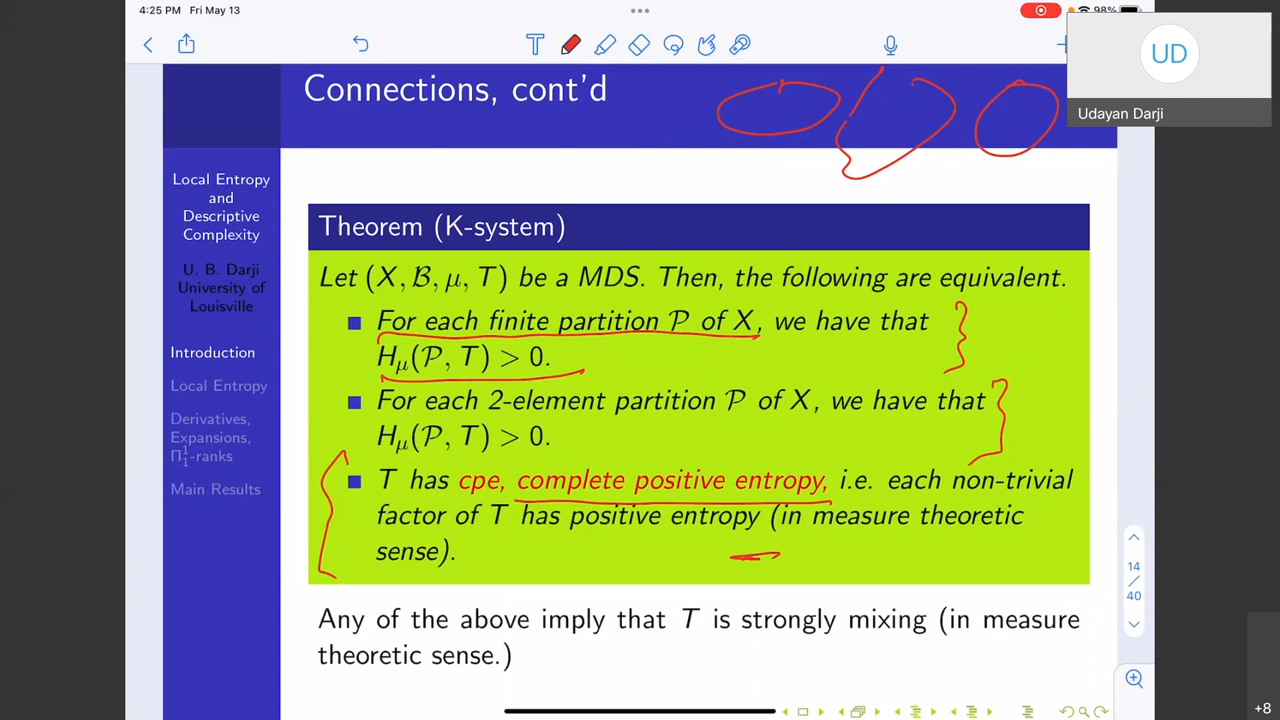 4:25 PM Fri May 13
98%
UD
Udayan Darji
Connections, cont'd
Local Entropy
and
Descriptive
Complexity
U. B. Darji
University of
Louisville
Introduction
Local Entropy
Derivatives,
Expansions,
Π¹₁-ranks
Main Results
Theorem (K-system)
Let (X, ℬ, μ, T) be a MDS. Then, the following are equivalent.
For each finite partition 𝒫 of X, we have that
H_μ(𝒫, T) > 0.
For each 2-element partition 𝒫 of X, we have that
H_μ(𝒫, T) > 0.
T has cpe, complete positive entropy, i.e. each non-trivial
factor of T has positive entropy (in measure theoretic
sense).
Any of the above imply that T is strongly mixing (in measure
theoretic sense.)
14
/
40
+8